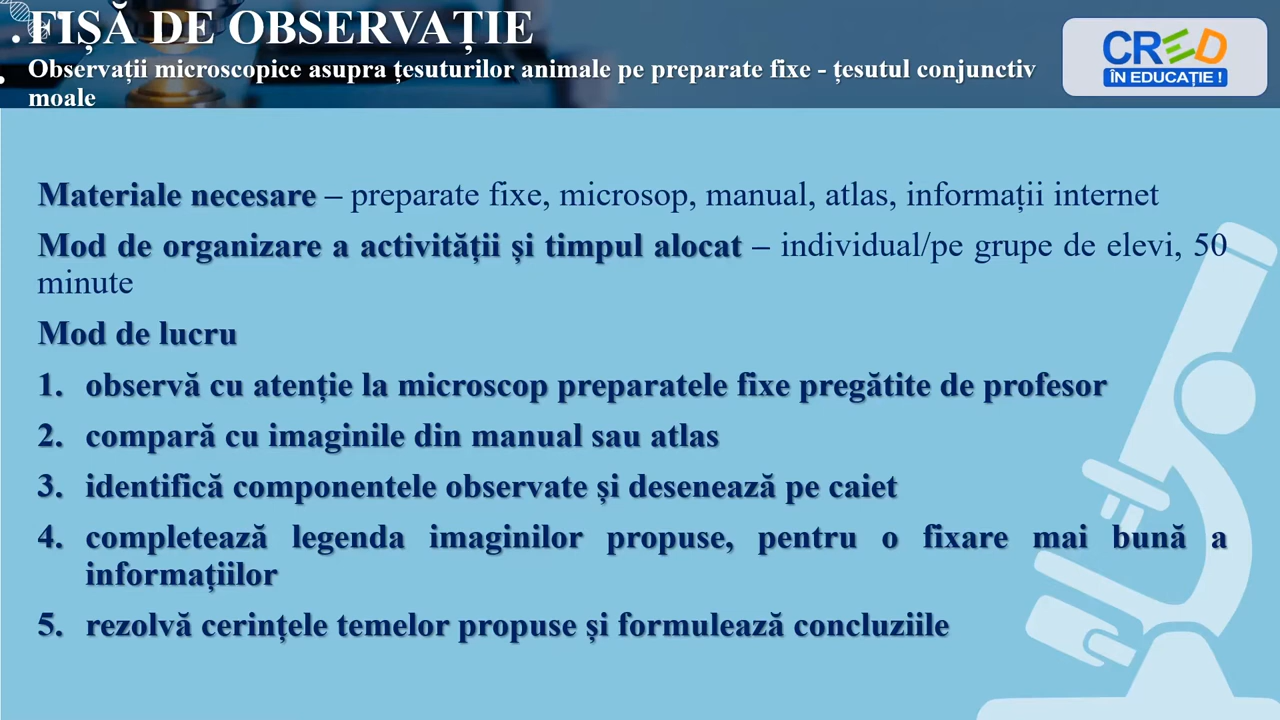 FIȘĂ DE OBSERVAȚIE
Observații microscopice asupra țesuturilor animale pe preparate fixe - țesutul conjunctiv
moale
CRED
ÎN EDUCAȚIE !
Materiale necesare – preparate fixe, microsop, manual, atlas, informații internet
Mod de organizare a activității și timpul alocat – individual/pe grupe de elevi, 50
minute
Mod de lucru
1. observă cu atenție la microscop preparatele fixe pregătite de profesor
2. compară cu imaginile din manual sau atlas
3. identifică componentele observate și desenează pe caiet
4. completează legenda imaginilor propuse, pentru o fixare mai bună a
informațiilor
5. rezolvă cerințele temelor propuse și formulează concluziile